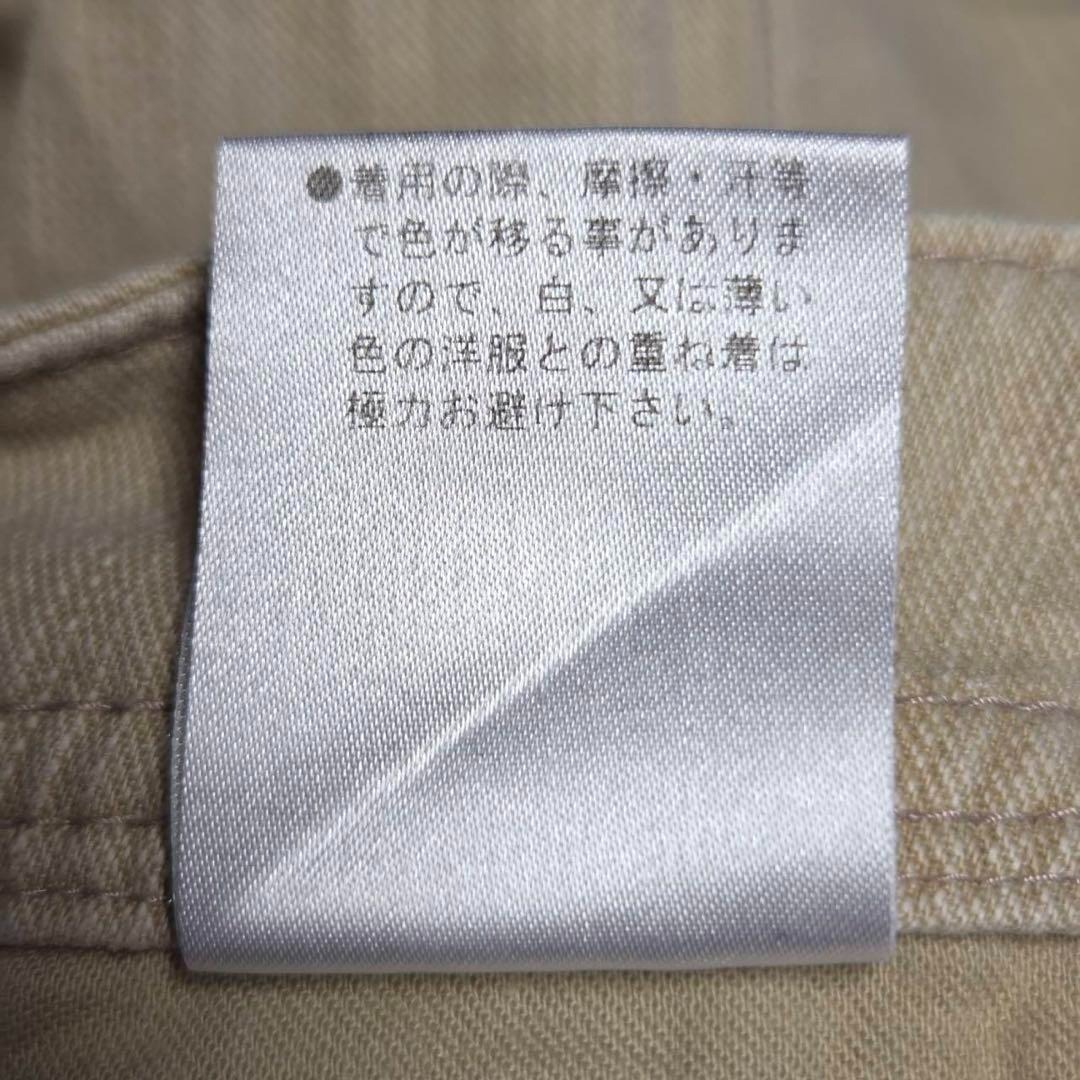 ●着用の際、摩擦・汗等
で色が移る事がありま
すので、白、又は薄い
色の洋服との重ね着は
極力お避け下さい。